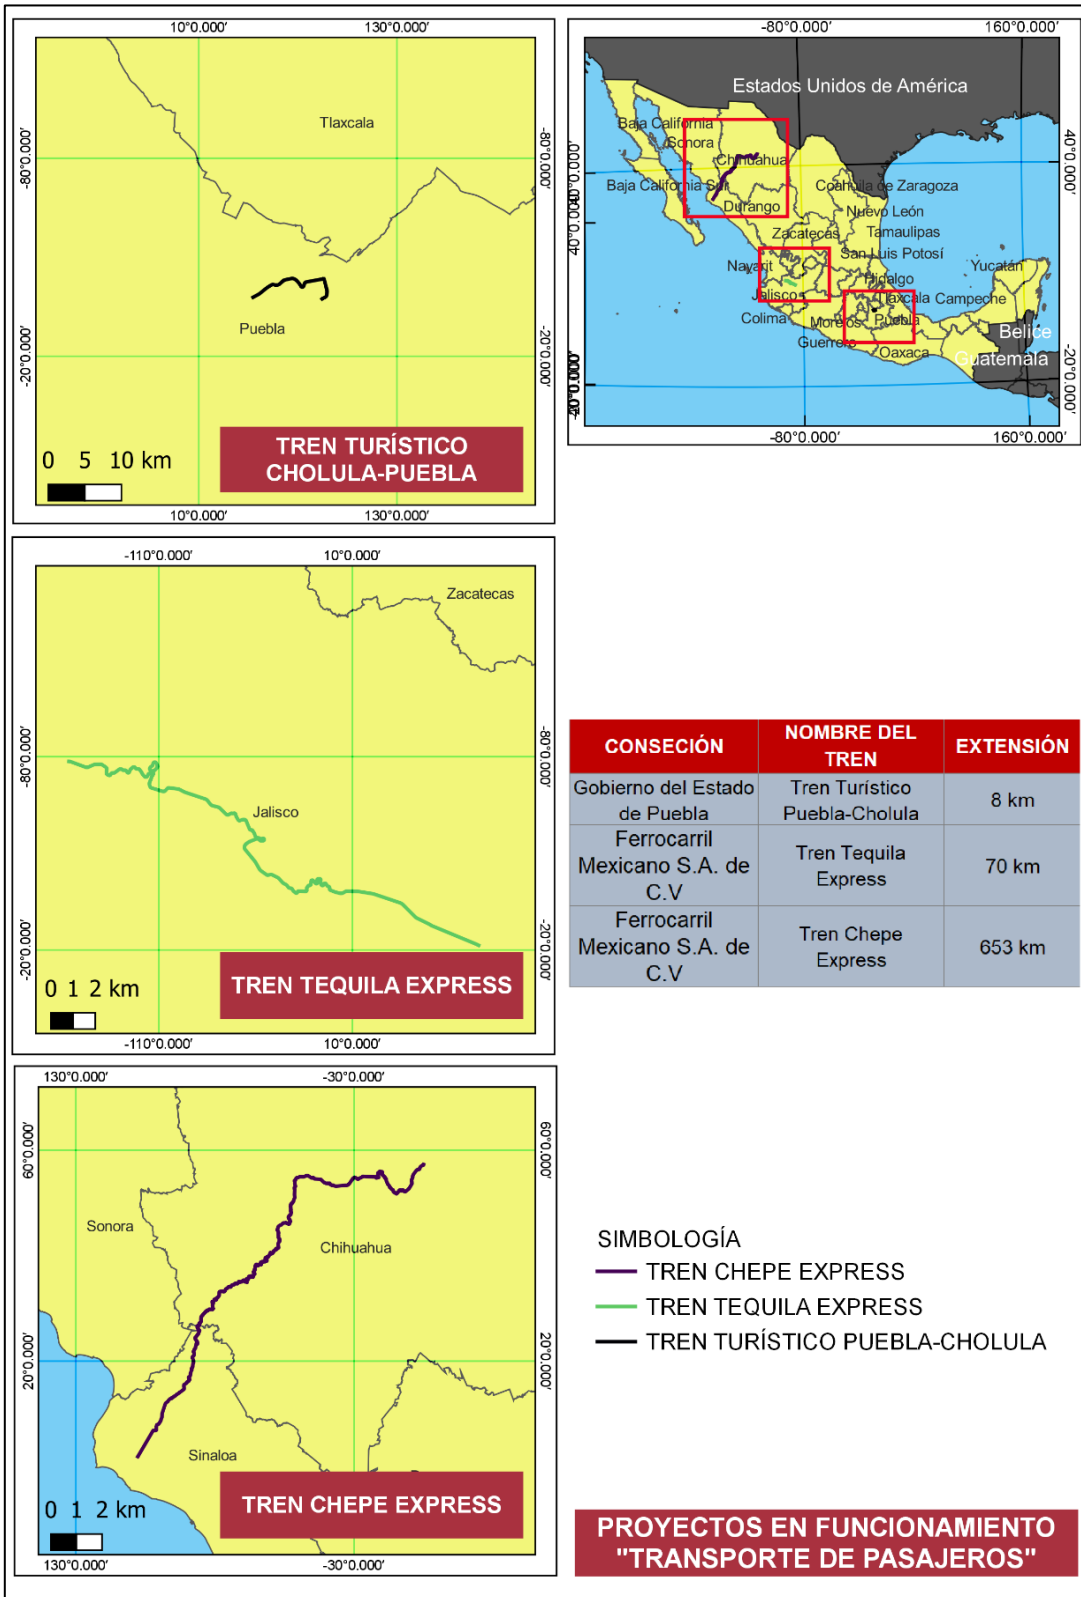 10°0.000'
130°0.000'
-80°0.000'
-80°0.000'
Tlaxcala
Puebla
-20°0.000'
-20°0.000'
0 5 10 km
TREN TURÍSTICO
CHOLULA-PUEBLA
10°0.000'
130°0.000'
-80°0.000'
160°0.000'
Estados Unidos de América
Baja California
Sonora
Chihuahua
40°0.000'
Baja California Sur
Coahuila de Zaragoza
Durango
Nuevo León
Zacatecas
Tamaulipas
San Luis Potosí
Nayarit
Hidalgo
Yucatán
Jalisco
Tlaxcala
Campeche
Colima
Morelos
Puebla
Belice
Guerrero
Oaxaca
Guatemala
-20°0.000'
-80°0.000'
160°0.000'
-110°0.000'
10°0.000'
Zacatecas
-80°0.000'
-80°0.000'
Jalisco
-20°0.000'
-20°0.000'
TREN TEQUILA EXPRESS
0 1 2 km
-110°0.000'
10°0.000'
CONSECIÓN
NOMBRE DEL
TREN
EXTENSIÓN
Gobierno del Estado
de Puebla
Tren Turístico
Puebla-Cholula
8 km
Ferrocarril
Mexicano S.A. de
C.V
Tren Tequila
Express
70 km
Ferrocarril
Mexicano S.A. de
C.V
Tren Chepe
Express
653 km
130°0.000'
-30°0.000'
60°0.000'
60°0.000'
Sonora
Chihuahua
20°0.000'
20°0.000'
Sinaloa
TREN CHEPE EXPRESS
0 1 2 km
130°0.000'
-30°0.000'
SIMBOLOGÍA
TREN CHEPE EXPRESS
TREN TEQUILA EXPRESS
TREN TURÍSTICO PUEBLA-CHOLULA
PROYECTOS EN FUNCIONAMIENTO
"TRANSPORTE DE PASAJEROS"